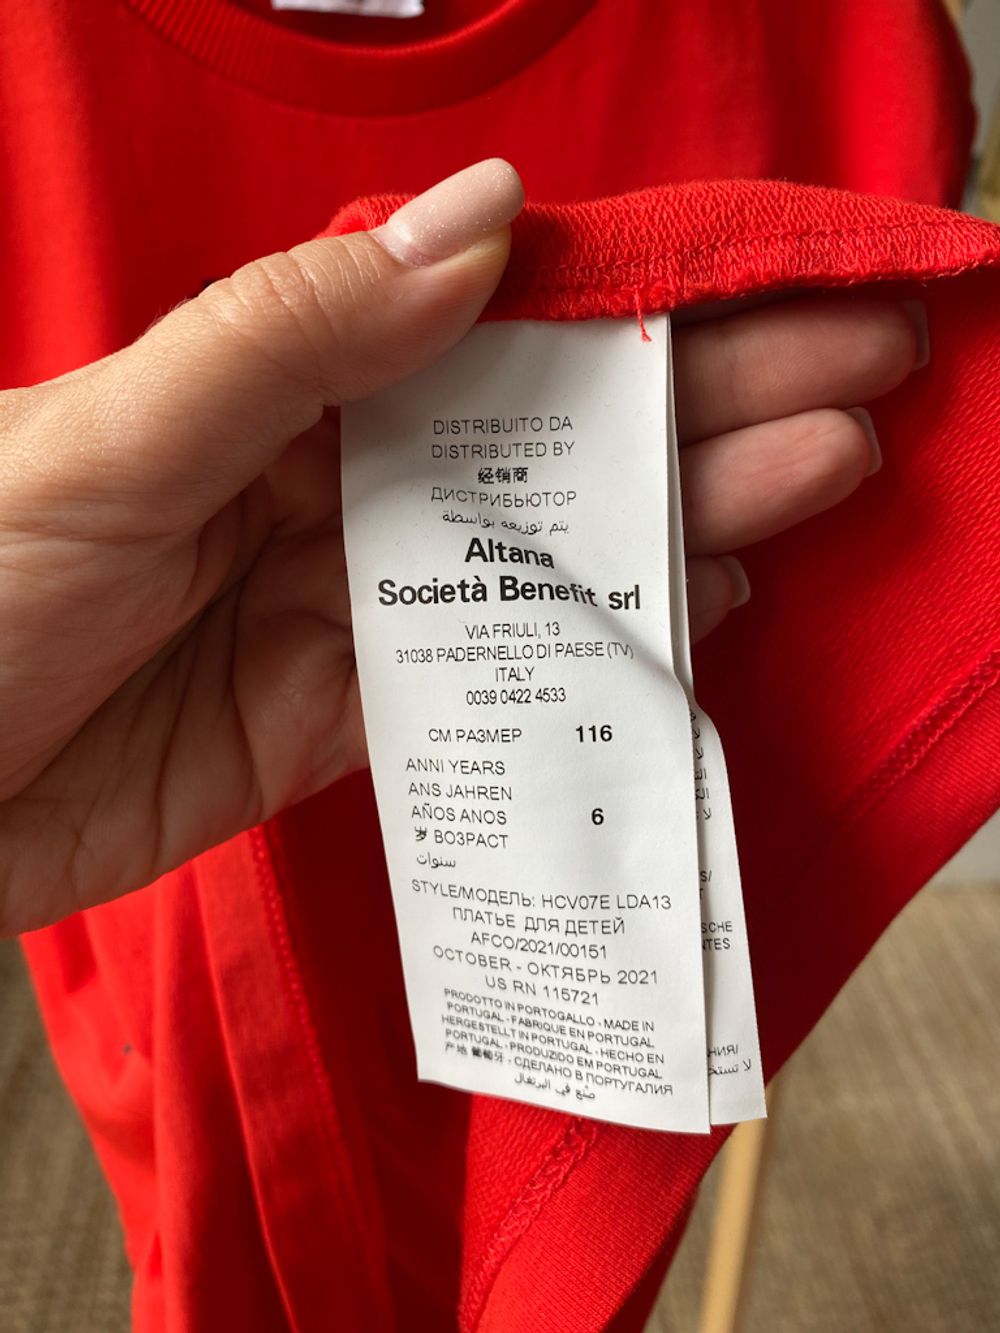 DISTRIBUITO DA
DISTRIBUTED BY
经销商
ДИСТРИБЬЮТОР
يتم توزيعه بواسطة
Altana
Società Benefit srl
VIA FRIULI, 13
31038 PADERNELLO DI PAESE (TV)
ITALY
0039 0422 4533
СМ РАЗМЕР 116
ANNI YEARS
ANS JAHREN
AÑOS ANOS 6
岁 ВОЗРАСТ
سنوات
STYLE/МОДЕЛЬ: HCV07E LDA13
ПЛАТЬЕ ДЛЯ ДЕТЕЙ
AFCO/2021/00151
OCTOBER - ОКТЯБРЬ 2021
US RN 115721
PRODOTTO IN PORTOGALLO - MADE IN
PORTUGAL - FABRIQUE EN PORTUGAL
HERGESTELLT IN PORTUGAL - HECHO EN
PORTUGAL - PRODUZIDO EM PORTUGAL
产地 葡萄牙 - СДЕЛАНО В ПОРТУГАЛИЯ
صنع في البرتغال